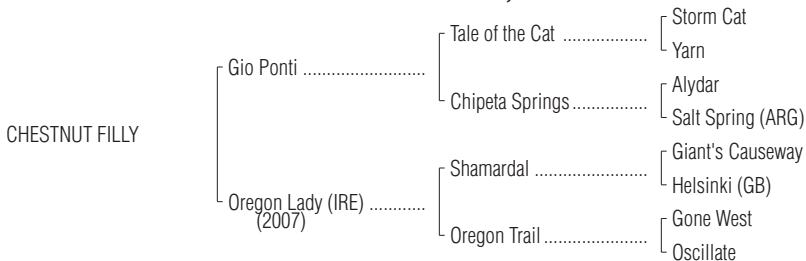 Storm Cat
Tale of the Cat ..................
Yarn
Gio Ponti ..........................
Alydar
Chipeta Springs................
Salt Spring (ARG)
CHESTNUT FILLY
Giant's Causeway
Shamardal ........................
Helsinki (GB)
Oregon Lady (IRE) ............
(2007)
Gone West
Oregon Trail......................
Oscillate